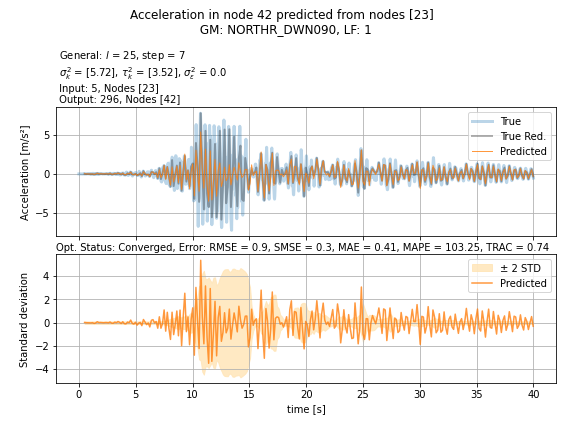 Acceleration in node 42 predicted from nodes [23]
GM: NORTHR_DWN090, LF: 1
General: l = 25, step = 7
σ²ₖ = [5.72], τ²ₖ = [3.52], σ²ε = 0.0
Input: 5, Nodes [23]
Output: 296, Nodes [42]
Acceleration [m/s²]
5
0
−5
True
True Red.
Predicted
Opt. Status: Converged, Error: RMSE = 0.9, SMSE = 0.3, MAE = 0.41, MAPE = 103.25, TRAC = 0.74
Standard deviation
4
2
0
−2
−4
± 2 STD
Predicted
0 5 10 15 20 25 30 35 40
time [s]